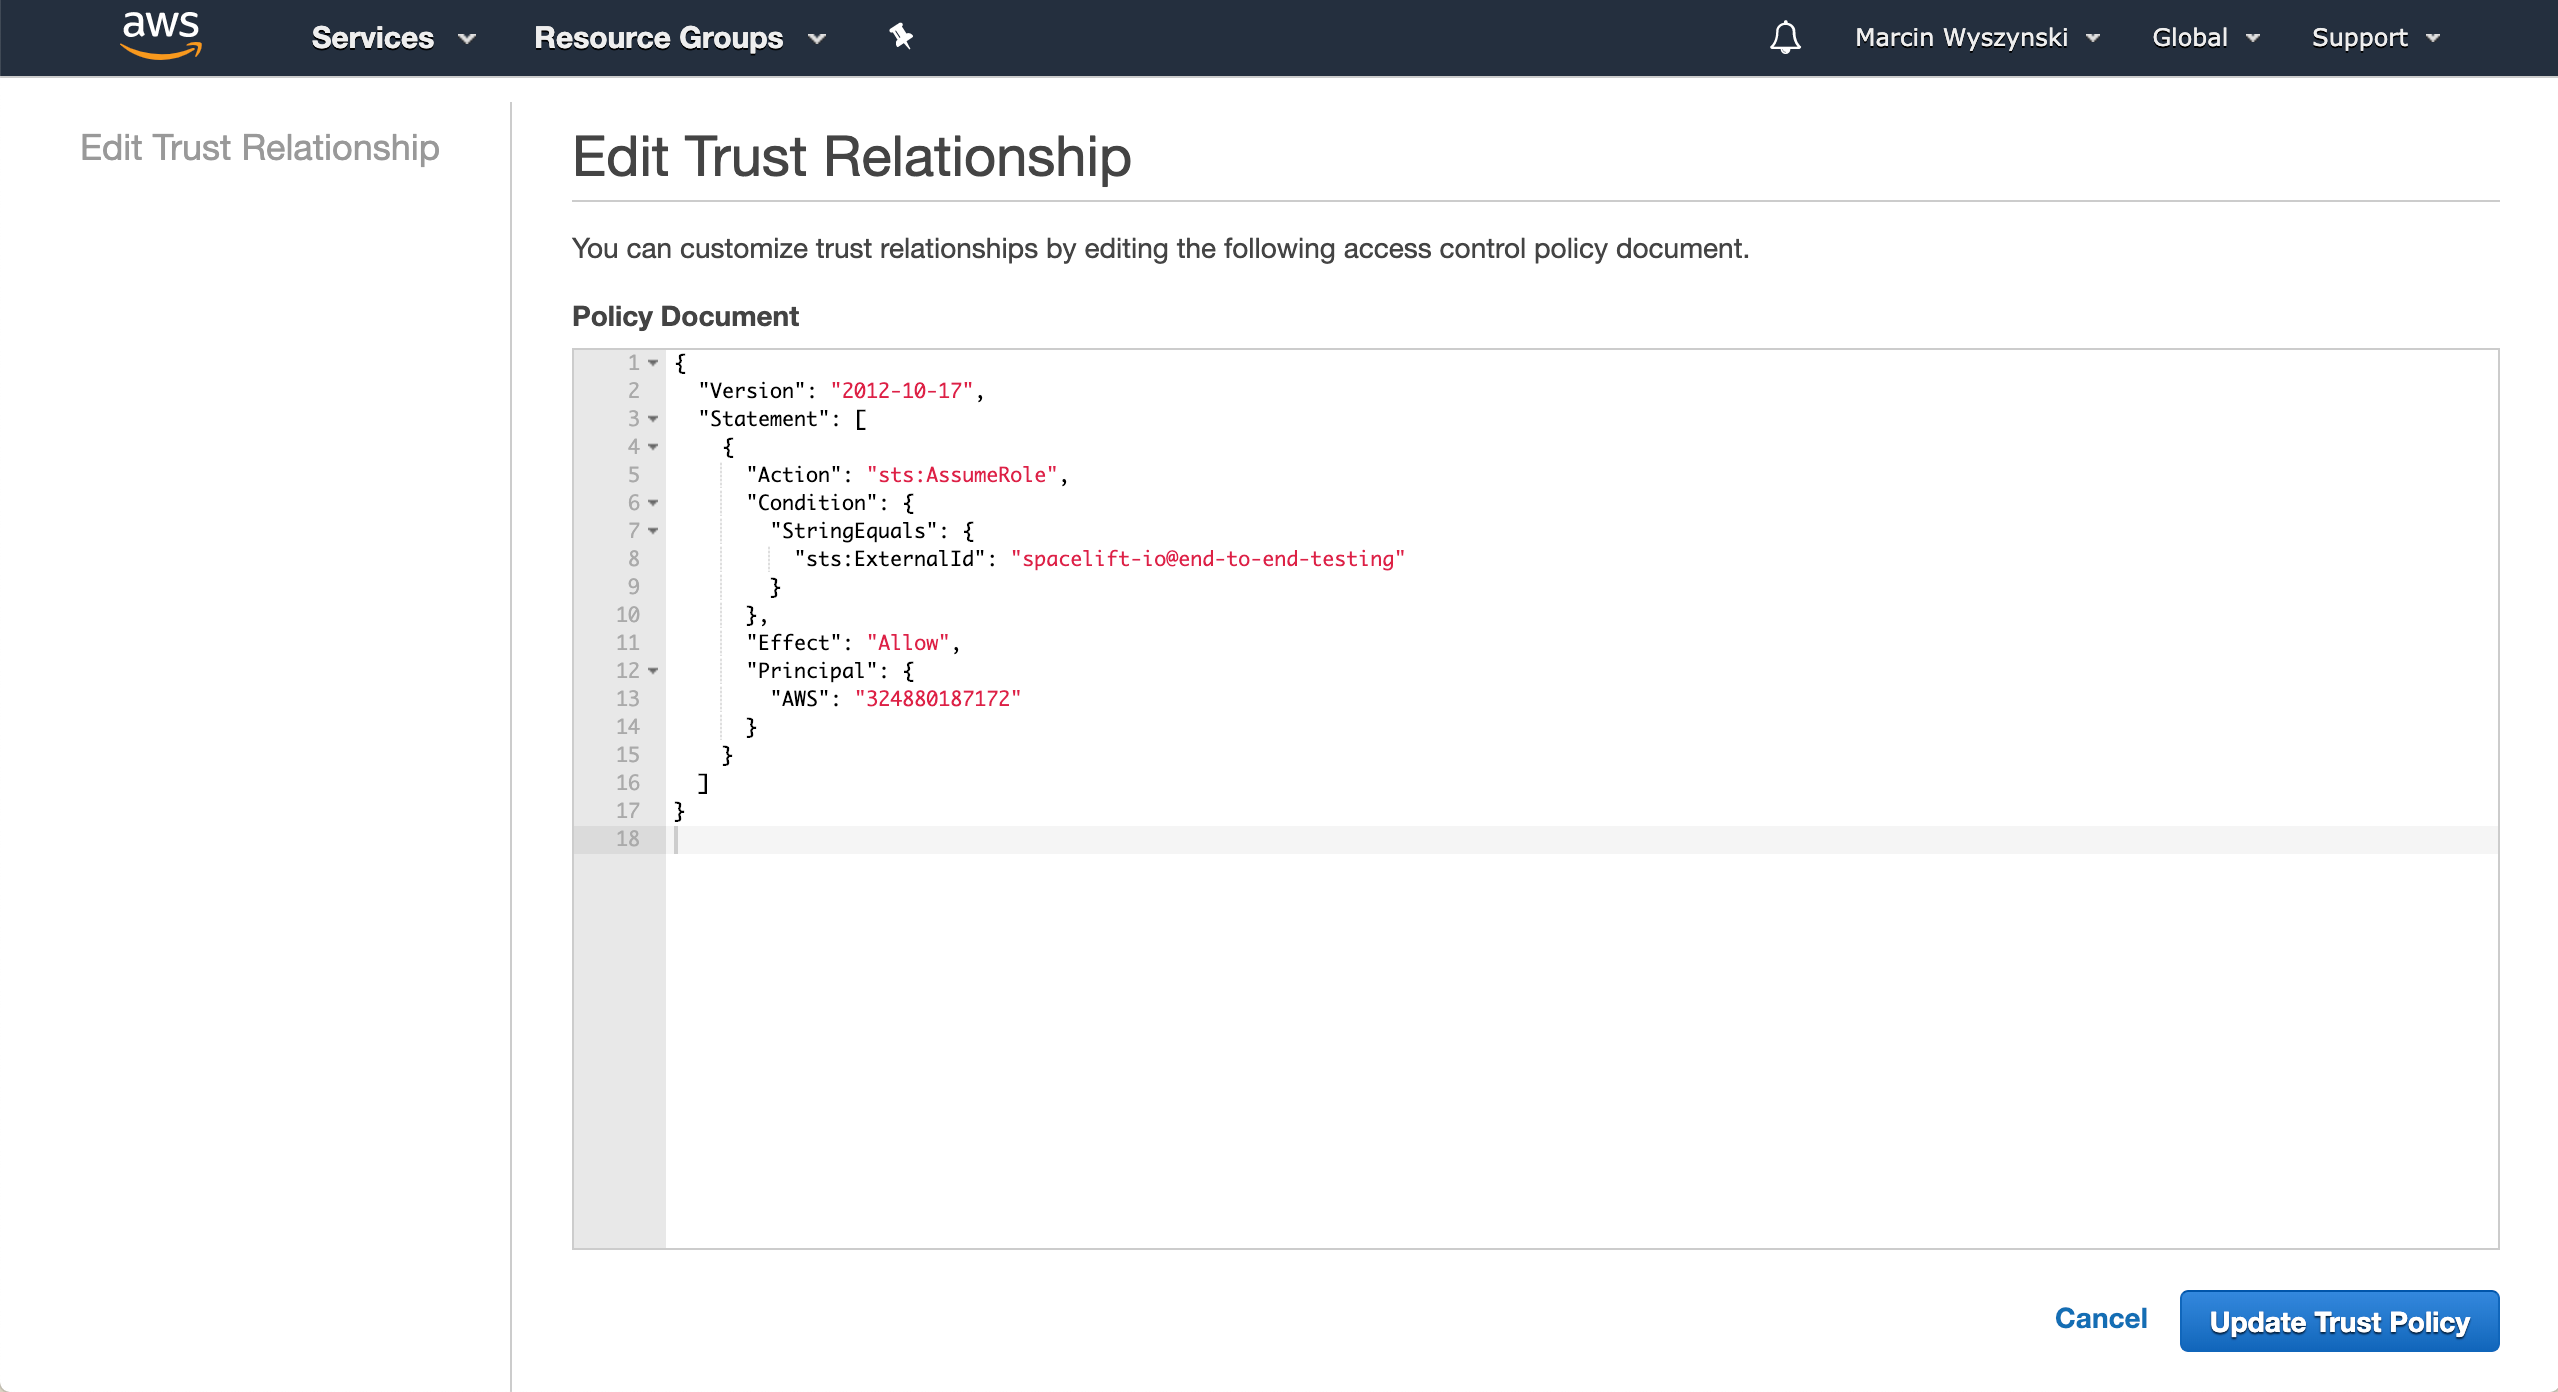 aws Services Resource Groups Marcin Wyszynski Global Support
Edit Trust Relationship
Edit Trust Relationship
You can customize trust relationships by editing the following access control policy document.
Policy Document
1 {
2   "Version": "2012-10-17",
3   "Statement": [
4     {
5       "Action": "sts:AssumeRole",
6       "Condition": {
7         "StringEquals": {
8           "sts:ExternalId": "spacelift-io@end-to-end-testing"
9         }
10       },
11       "Effect": "Allow",
12       "Principal": {
13         "AWS": "324880187172"
14       }
15     }
16   ]
17 }
18
Cancel Update Trust Policy